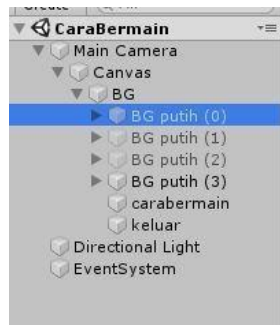 Create
CaraBermain
Main Camera
Canvas
BG
BG putih (0)
BG putih (1)
BG putih (2)
BG putih (3)
carabermain
keluar
Directional Light
EventSystem